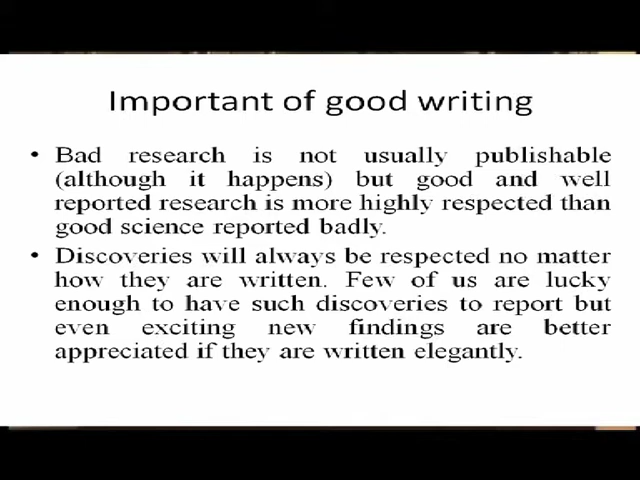 Important of good writing
• Bad research is not usually publishable
(although it happens) but good and well
reported research is more highly respected than
good science reported badly.
• Discoveries will always be respected no matter
how they are written. Few of us are lucky
enough to have such discoveries to report but
even exciting new findings are better
appreciated if they are written elegantly.